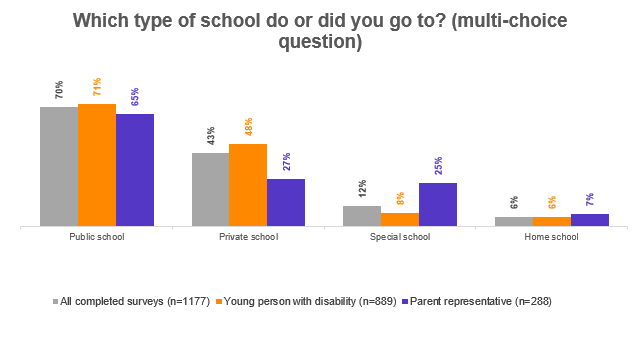 Which type of school do or did you go to? (multi-choice
question)
70%
71%
65%
43%
48%
27%
12%
8%
25%
6%
6%
7%
Public school
Private school
Special school
Home school
All completed surveys (n=1177)
Young person with disability (n=889)
Parent representative (n=288)